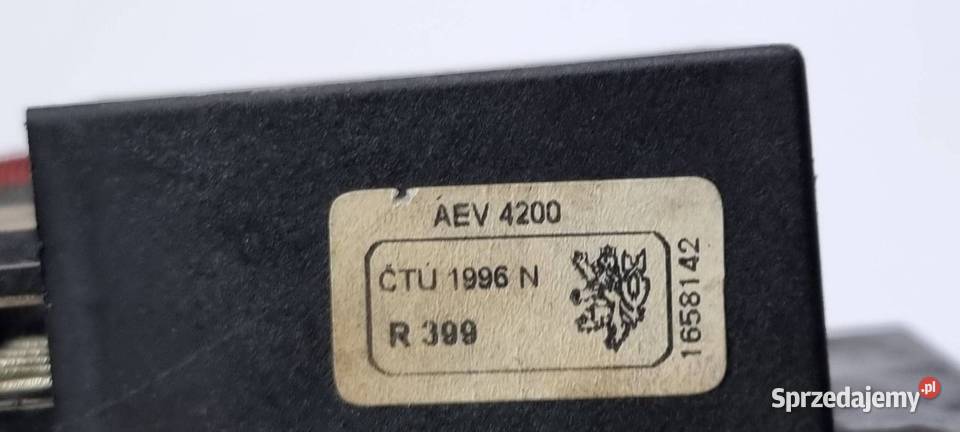 AEV 4200
ČTÚ 1996 N
R 399
1658142
Sprzedajemy.pl